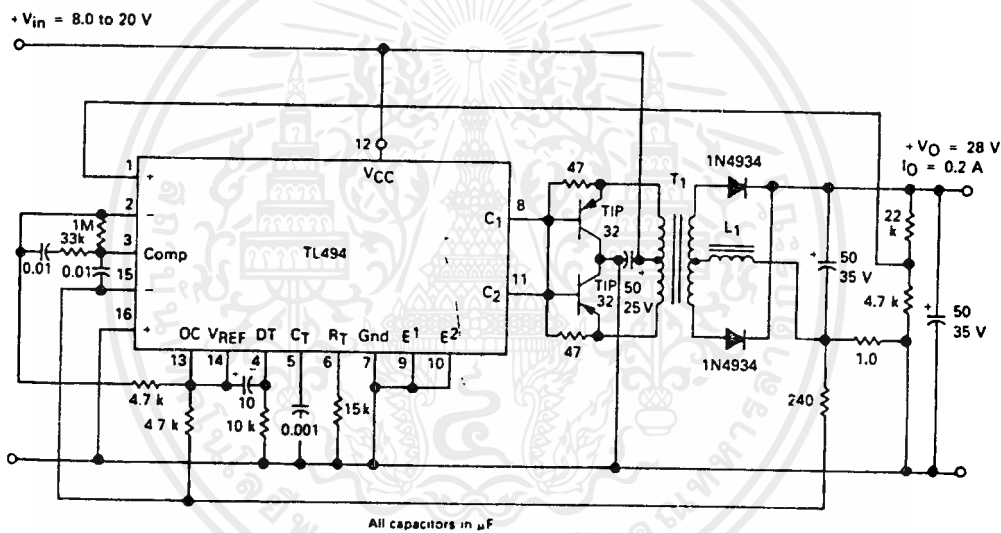 + Vin = 8.0 to 20 V
+ VO = 28 V
IO = 0.2 A
12
VCC
1
+
2
−
3
Comp
15
−
16
+
TL494
1M
33k
0.01
0.01
C1
8
C2
11
47
47
TIP
32
TIP
32
+
50
25 V
T1
L1
1N4934
1N4934
+
50
35 V
22
k
4.7 k
1.0
+
50
35 V
240
OC
VREF
DT
CT
RT
Gnd
E1
E2
13
14
4
5
6
7
9
10
+
−
10
4.7 k
4.7 k
10 k
0.001
15k
All capacitors in µF